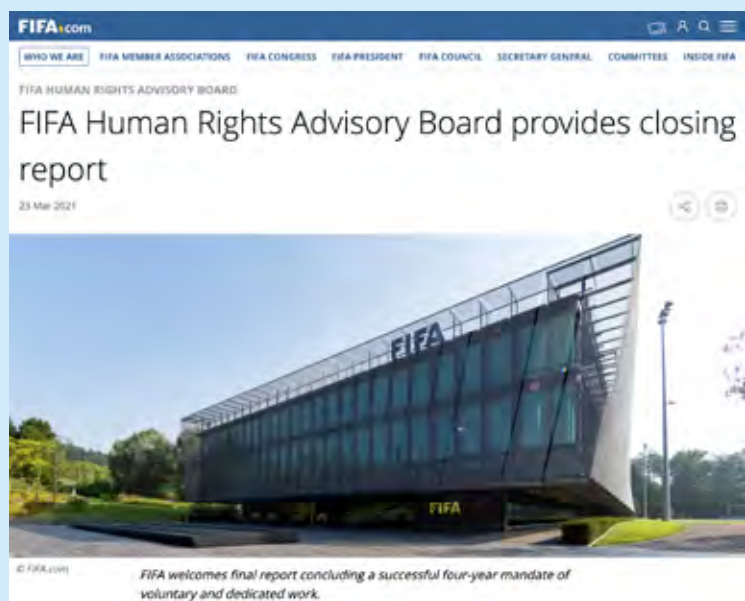 FIFA.com
WHO WE ARE FIFA MEMBER ASSOCIATIONS FIFA CONGRESS FIFA PRESIDENT FIFA COUNCIL SECRETARY GENERAL COMMITTEES INSIDE FIFA
FIFA HUMAN RIGHTS ADVISORY BOARD
FIFA Human Rights Advisory Board provides closing
report
23 Mar 2021
FIFA
FIFA
© FIFA.com
FIFA welcomes final report concluding a successful four-year mandate of
voluntary and dedicated work.